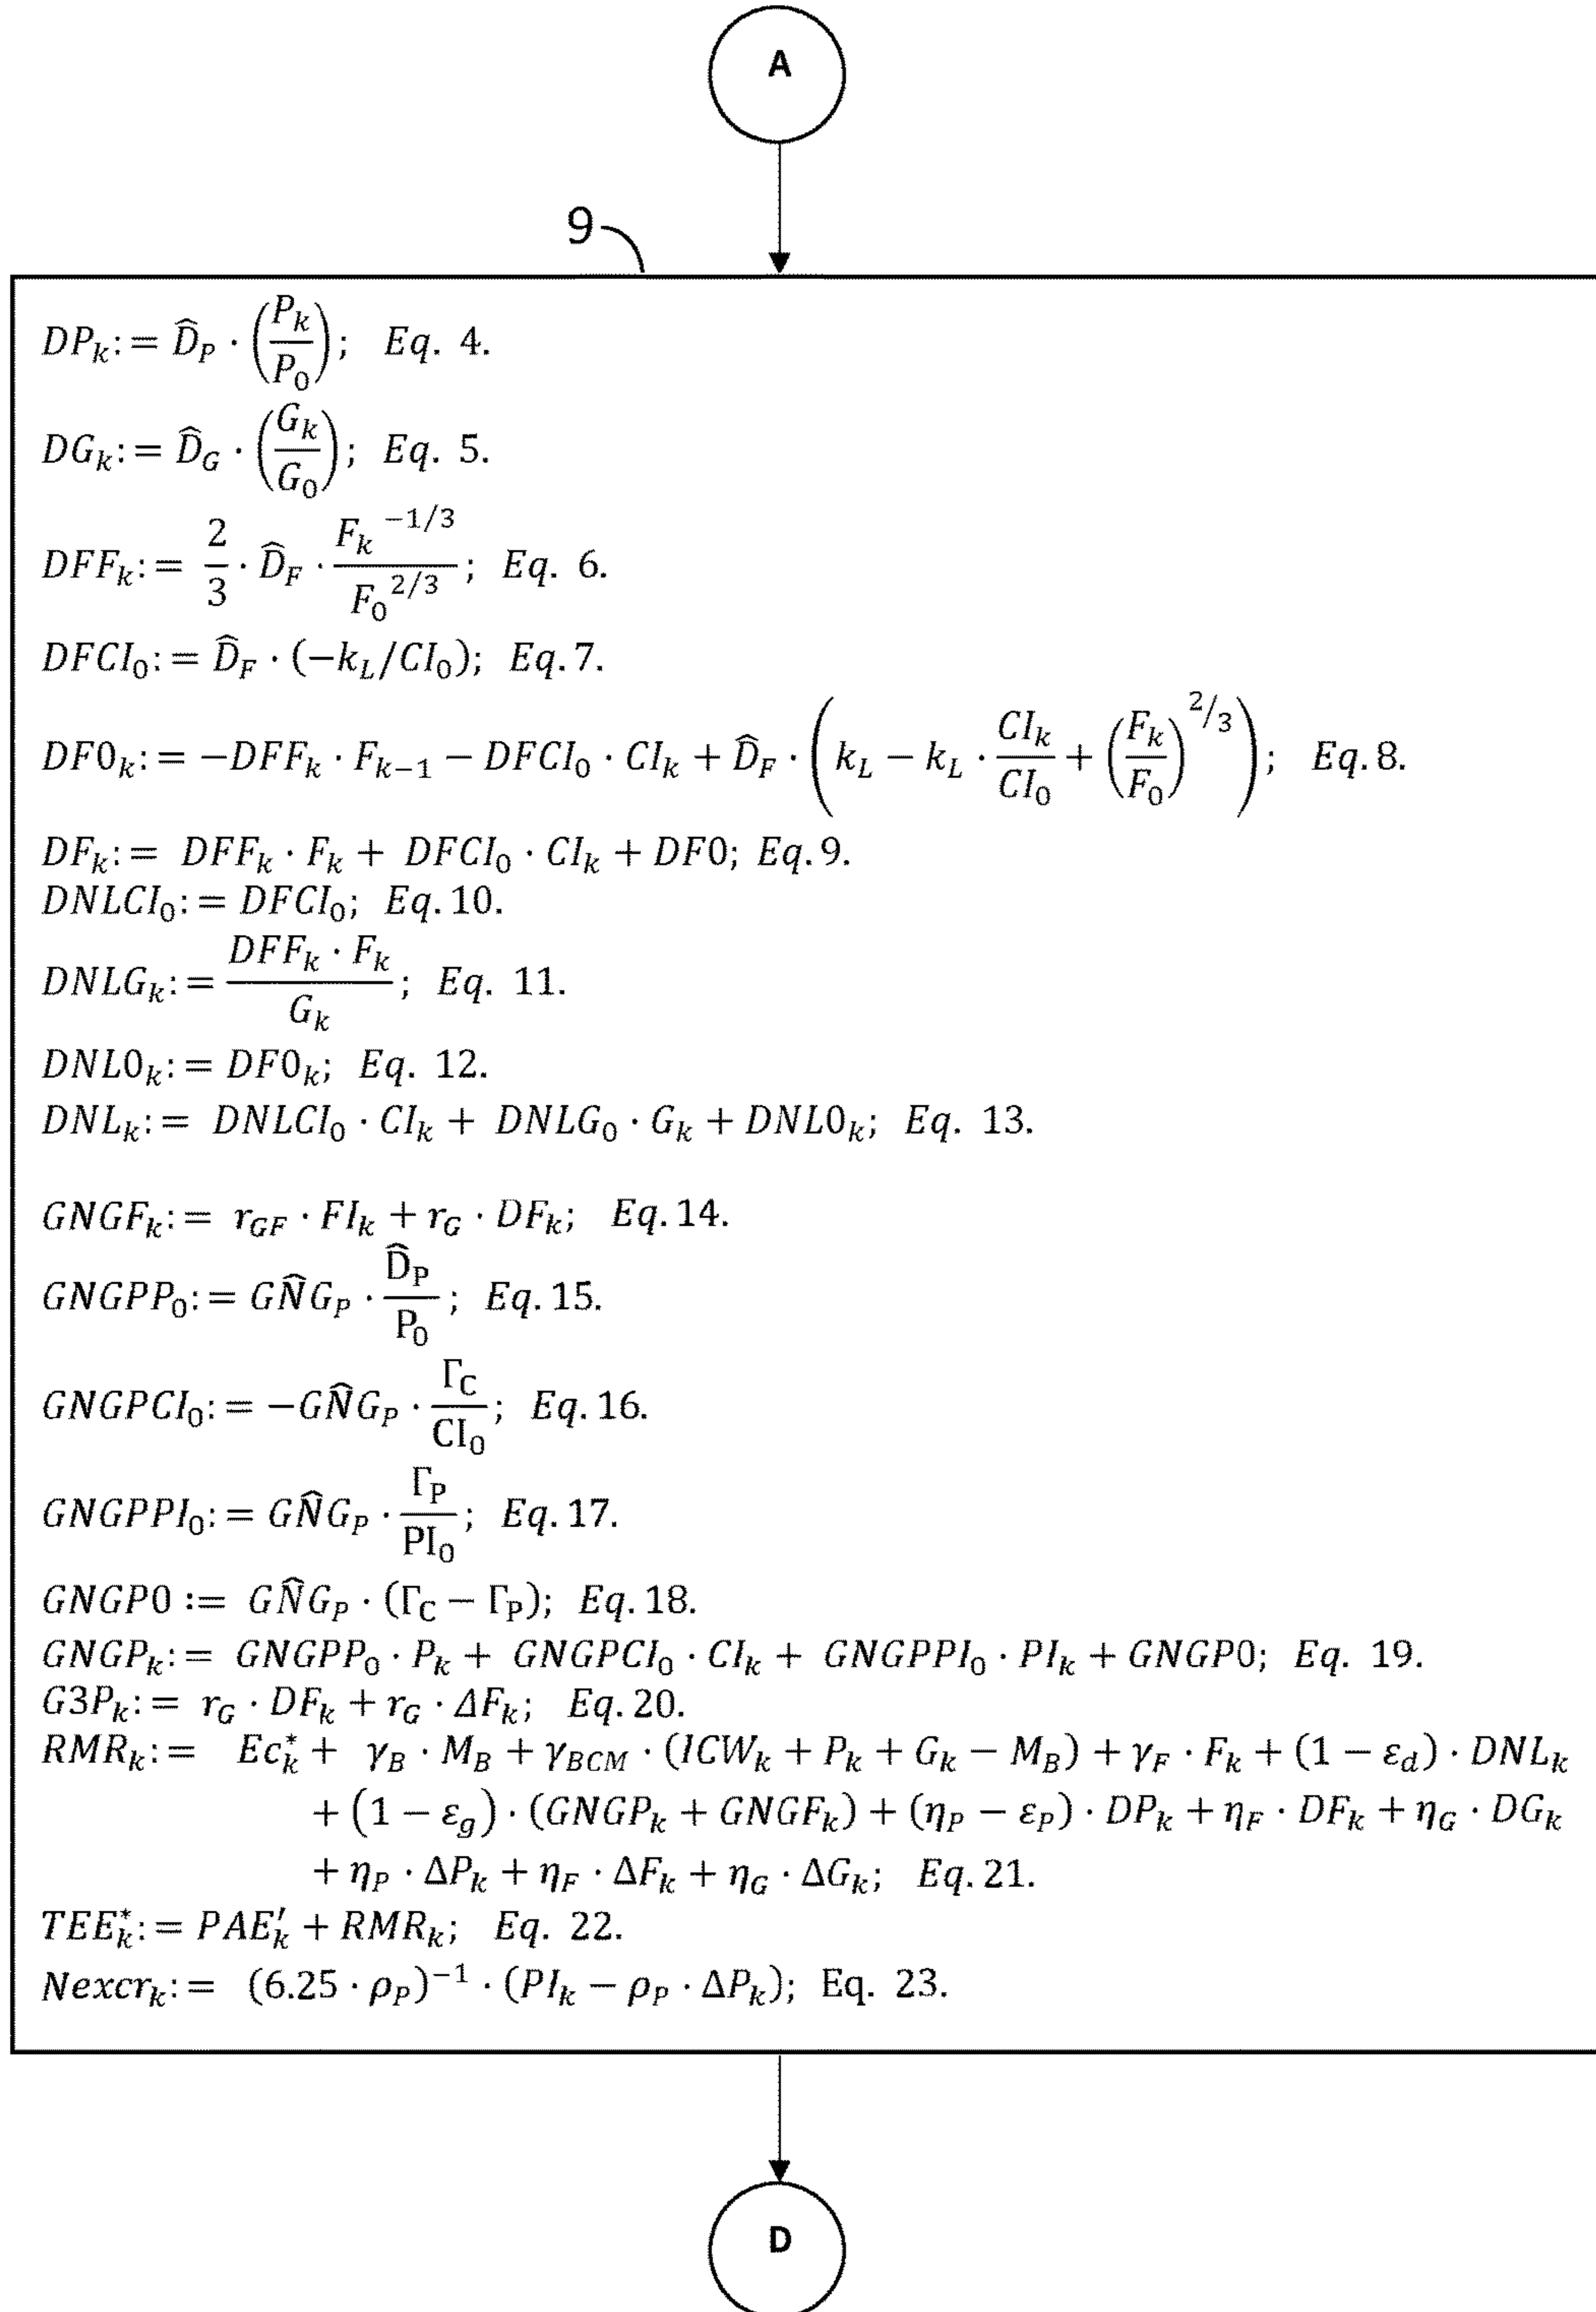 A
9
DP_k := D̂_P · (P_k / P_0); Eq. 4.
DG_k := D̂_G · (G_k / G_0); Eq. 5.
DFF_k := 2/3 · D̂_F · F_k^{-1/3} / F_0^{2/3}; Eq. 6.
DFCI_0 := D̂_F · (−k_L/CI_0); Eq.7.
DF0_k := −DFF_k · F_{k−1} − DFCI_0 · CI_k + D̂_F · (k_L − k_L · CI_k / CI_0 + (F_k / F_0)^{2/3}); Eq.8.
DF_k := DFF_k · F_k + DFCI_0 · CI_k + DF0; Eq.9.
DNLCI_0 := DFCI_0; Eq.10.
DNLG_k := DFF_k · F_k / G_k; Eq. 11.
DNL0_k := DF0_k; Eq. 12.
DNL_k := DNLCI_0 · CI_k + DNLG_0 · G_k + DNL0_k; Eq. 13.
GNGF_k := r_{GF} · FI_k + r_G · DF_k; Eq.14.
GNGPP_0 := GN̂G_P · D̂_P / P_0; Eq.15.
GNGPCI_0 := −GN̂G_P · Γ_C / CI_0; Eq.16.
GNGPPI_0 := GN̂G_P · Γ_P / PI_0; Eq.17.
GNGP0 := GN̂G_P · (Γ_C − Γ_P); Eq.18.
GNGP_k := GNGPP_0 · P_k + GNGPCI_0 · CI_k + GNGPPI_0 · PI_k + GNGP0; Eq. 19.
G3P_k := r_G · DF_k + r_G · ΔF_k; Eq.20.
RMR_k := Ec_k^* + γ_B · M_B + γ_{BCM} · (ICW_k + P_k + G_k − M_B) + γ_F · F_k + (1 − ε_d) · DNL_k
+ (1 − ε_g) · (GNGP_k + GNGF_k) + (η_P − ε_P) · DP_k + η_F · DF_k + η_G · DG_k
+ η_P · ΔP_k + η_F · ΔF_k + η_G · ΔG_k; Eq.21.
TEE_k^* := PAE_k' + RMR_k; Eq. 22.
Nexcr_k := (6.25 · ρ_P)^{−1} · (PI_k − ρ_P · ΔP_k); Eq. 23.
D